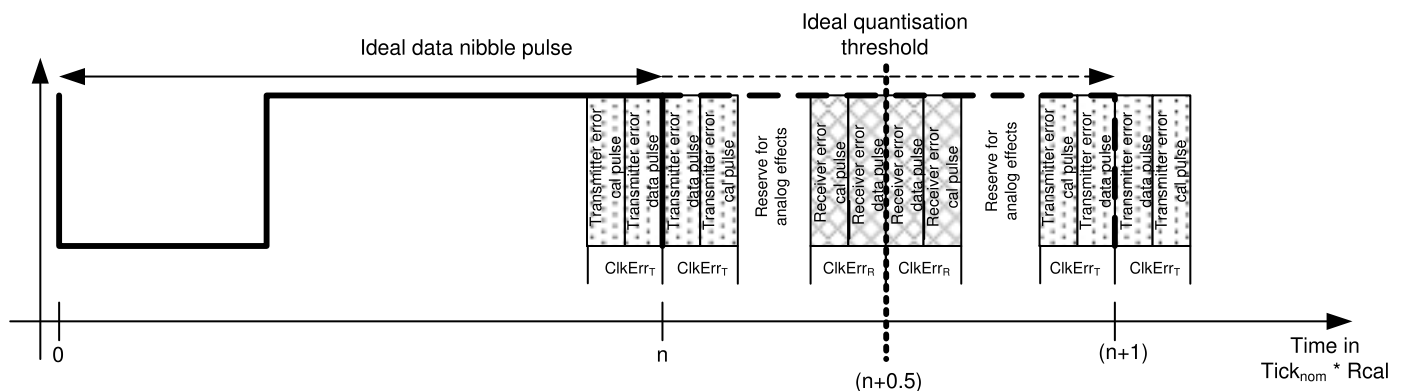 Ideal quantisation
threshold
Ideal data nibble pulse
Transmitter error
cal pulse
Transmitter error
data pulse
Transmitter error
data pulse
Transmitter error
cal pulse
Reserve for
analog effects
Receiver error
cal pulse
Receiver error
data pulse
Receiver error
data pulse
Receiver error
cal pulse
Reserve for
analog effects
Transmitter error
cal pulse
Transmitter error
data pulse
Transmitter error
data pulse
Transmitter error
cal pulse
ClkErrT
ClkErrT
ClkErrR
ClkErrR
ClkErrT
ClkErrT
0
n
(n+0.5)
(n+1)
Time in
Ticknom * Rcal